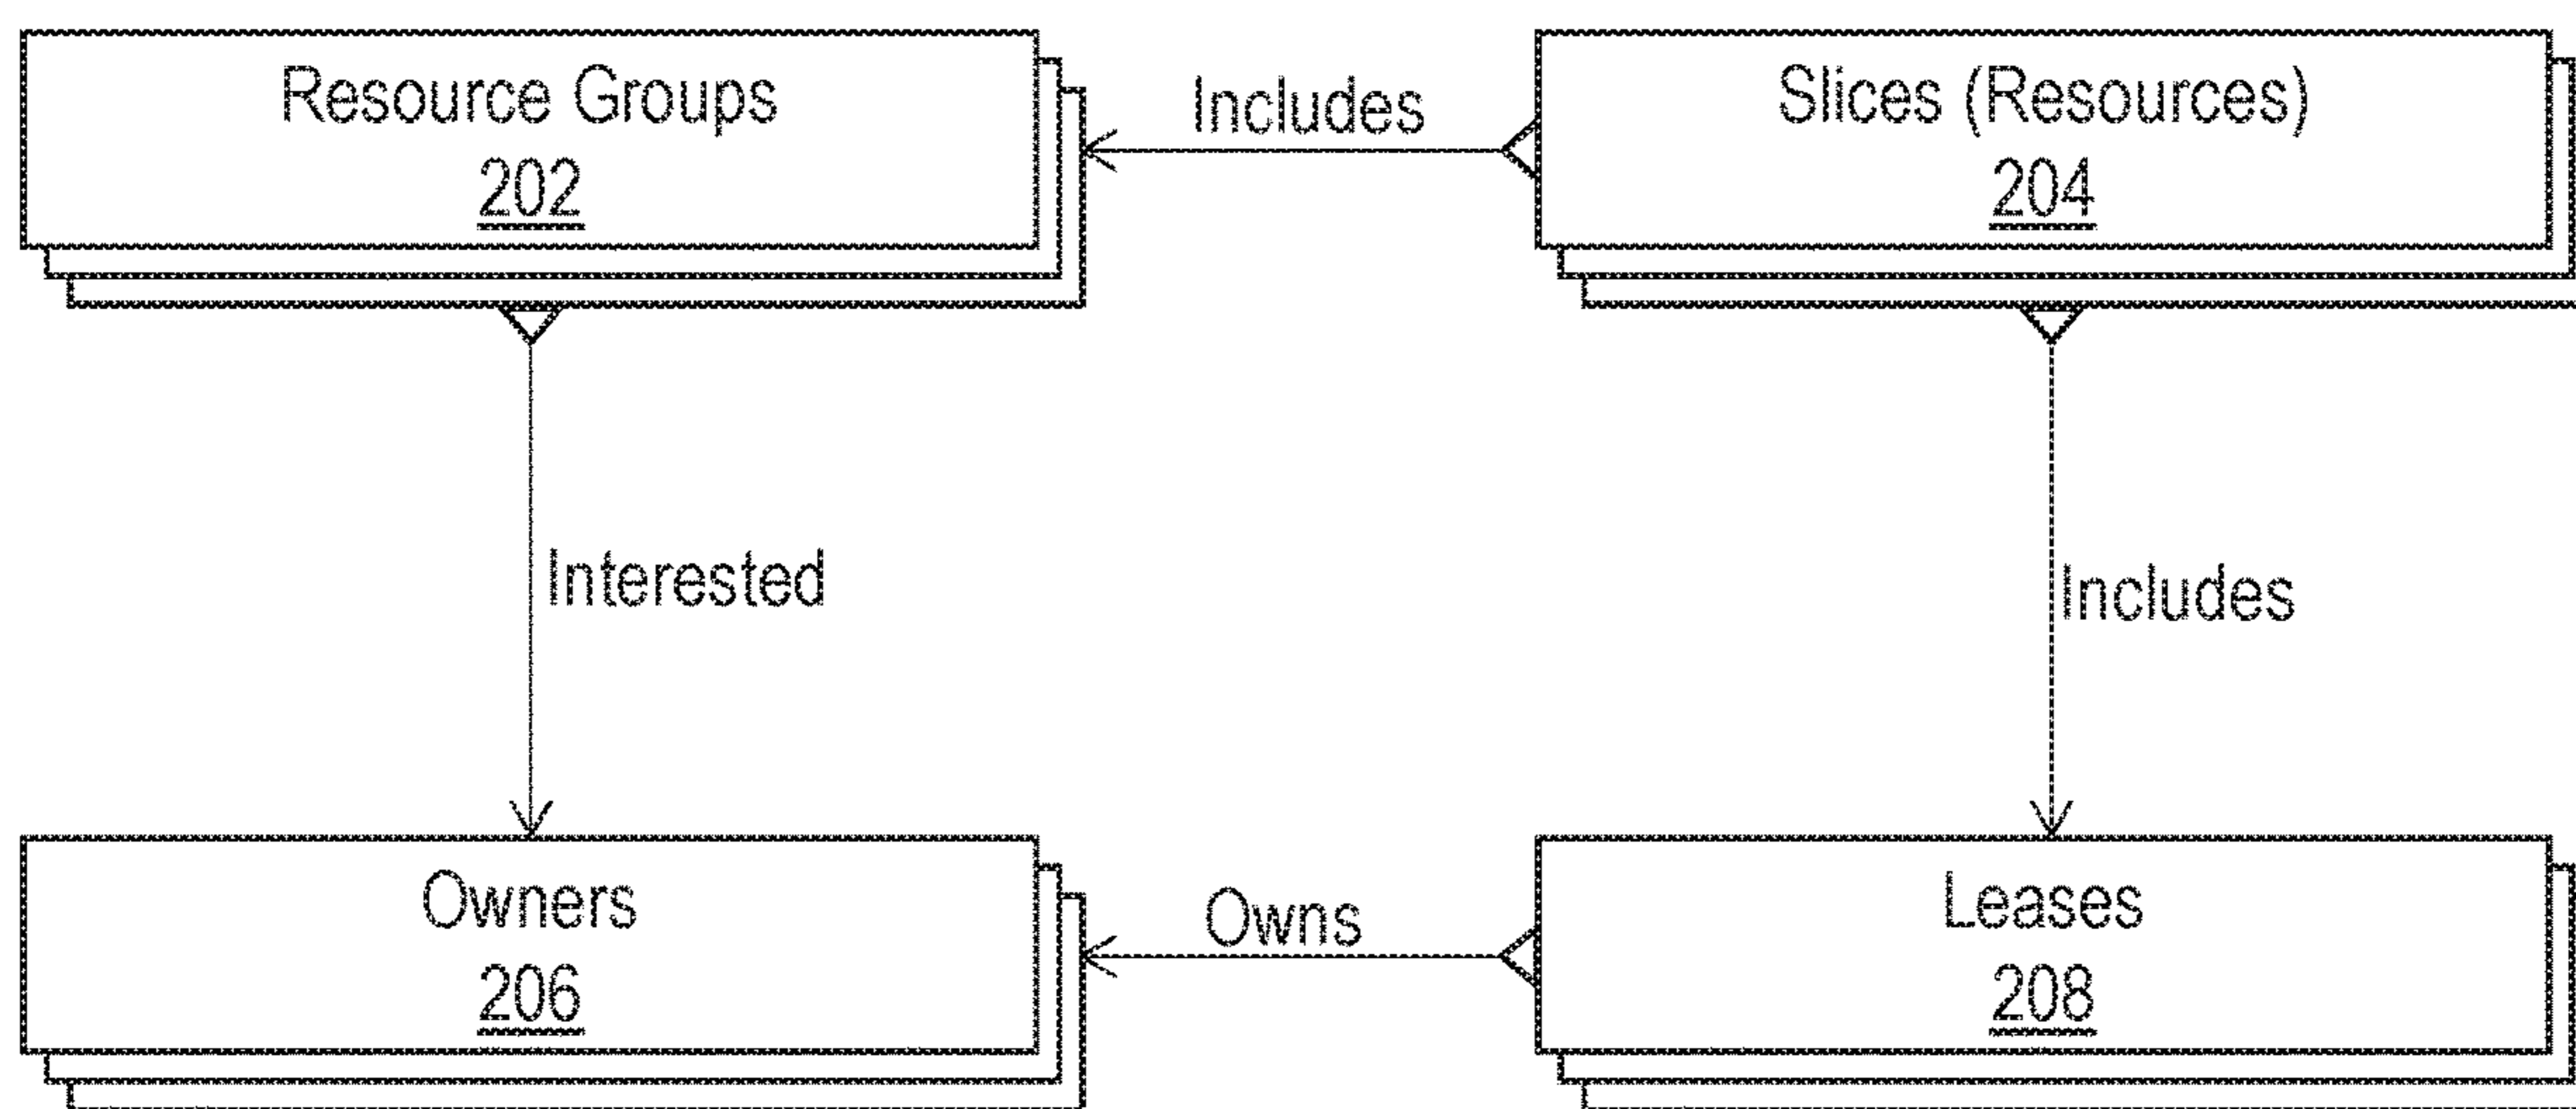 Resource Groups
202
Includes
Slices (Resources)
204
Interested
Includes
Owners
206
Owns
Leases
208